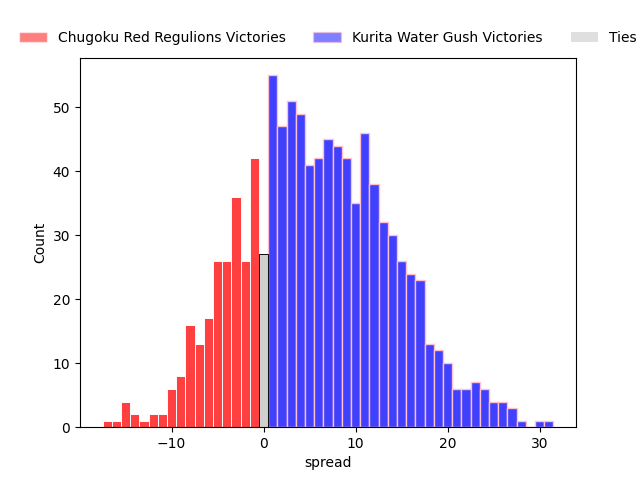 Chugoku Red Regulions Victories Kurita Water Gush Victories Ties
50
40
30
20
10
0
Count
−10 0 10 20 30
spread